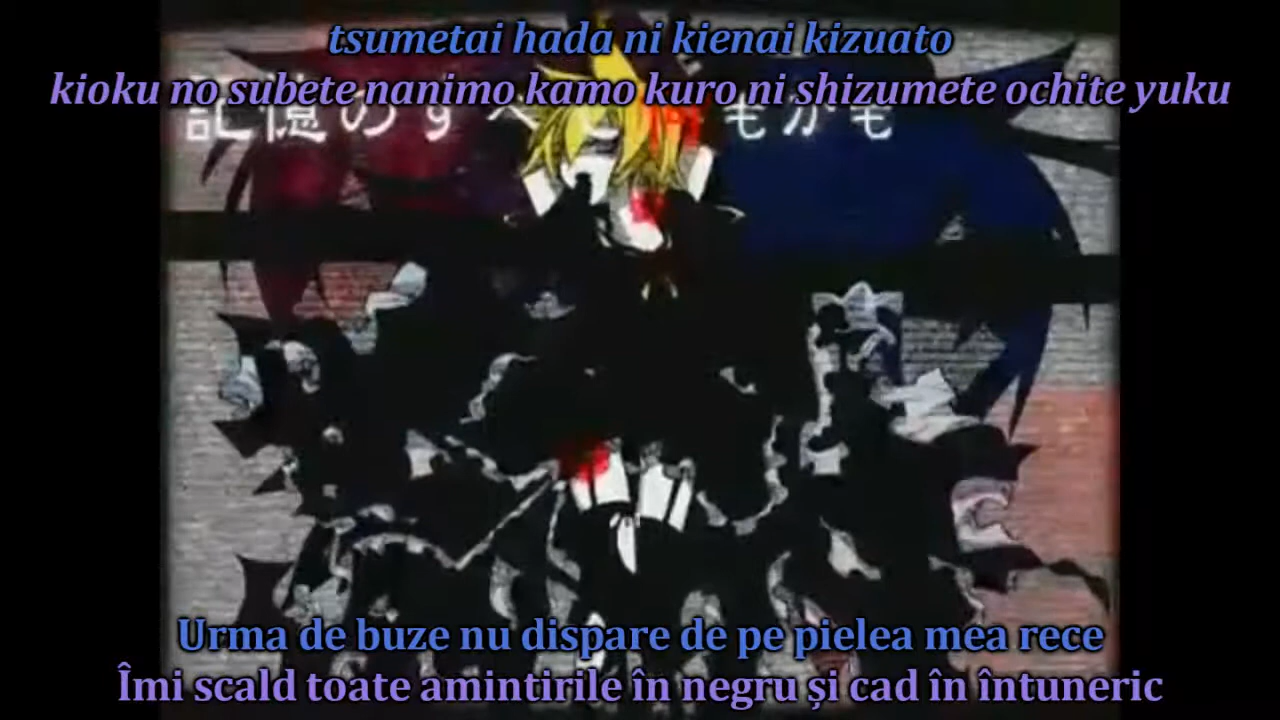 tsumetai hada ni kienai kizuato
kioku no subete nanimo kamo kuro ni shizumete ochite yuku
記憶のすべ もかも
Urma de buze nu dispare de pe pielea mea rece
Îmi scald toate amintirile în negru și cad în întuneric